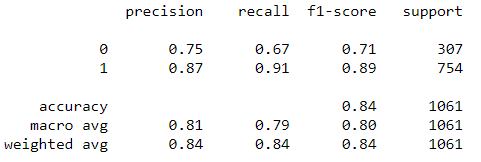 precision recall f1-score support
0 0.75 0.67 0.71 307
1 0.87 0.91 0.89 754
accuracy 0.84 1061
macro avg 0.81 0.79 0.80 1061
weighted avg 0.84 0.84 0.84 1061